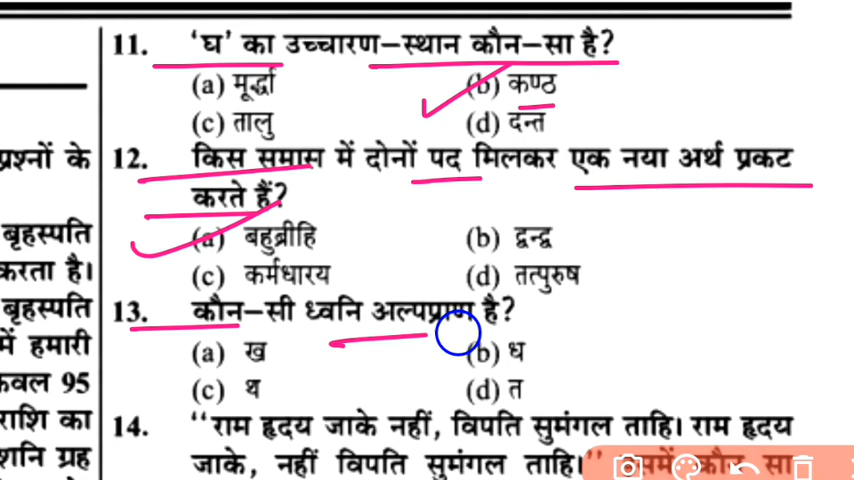 11. ‘घ’ का उच्चारण–स्थान कौन–सा है?
(a) मूर्द्धा (b) कण्ठ
(c) तालु (d) दन्त
प्रश्नों के
12. किस समास में दोनों पद मिलकर एक नया अर्थ प्रकट
करते हैं?
बृहस्पति
(a) बहुब्रीहि (b) द्वन्द्व
करता है।
(c) कर्मधारय (d) तत्पुरुष
बृहस्पति
13. कौन–सी ध्वनि अल्पप्राण है?
में हमारी
(a) ख (b) ध
केवल 95
(c) थ (d) त
राशि का
14. ‘‘राम हृदय जाके नहीं, विपति सुमंगल ताहि। राम हृदय
शनि ग्रह
जाके, नहीं विपति सुमंगल ताहि।’’ इसमें कौन सा